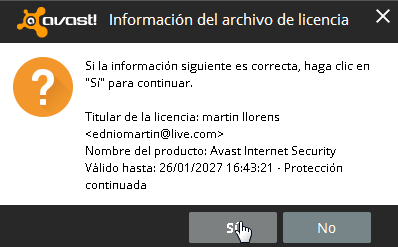 avast! Información del archivo de licencia
Si la información siguiente es correcta, haga clic en
"Sí" para continuar.
Titular de la licencia: martin llorens
<edniomartin@live.com>
Nombre del producto: Avast Internet Security
Válido hasta: 26/01/2027 16:43:21 - Protección
continuada
Sí No